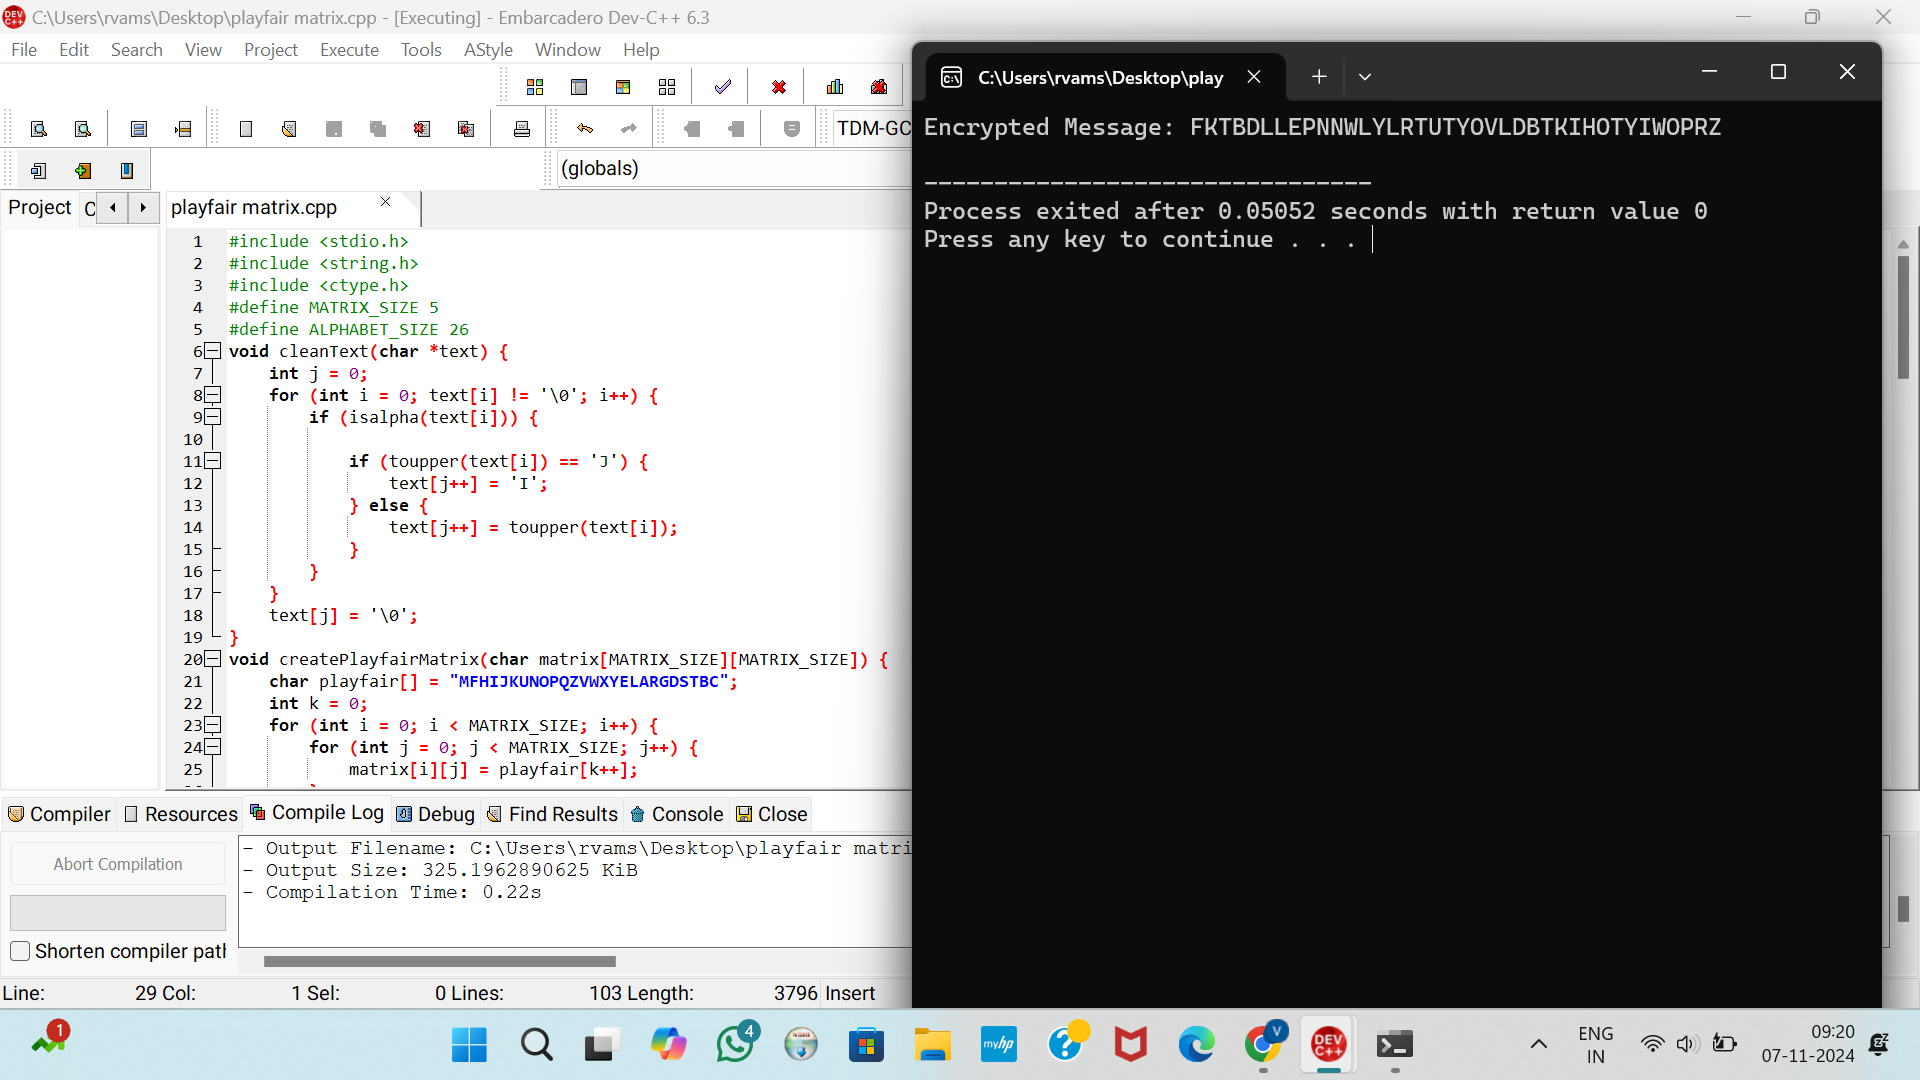 C:\Users\rvams\Desktop\playfair matrix.cpp - [Executing] - Embarcadero Dev-C++ 6.3
File Edit Search View Project Execute Tools AStyle Window Help
TDM-GC
(globals)
Project C
playfair matrix.cpp
1 #include <stdio.h>
2 #include <string.h>
3 #include <ctype.h>
4 #define MATRIX_SIZE 5
5 #define ALPHABET_SIZE 26
6 void cleanText(char *text) {
7 int j = 0;
8 for (int i = 0; text[i] != '\0'; i++) {
9 if (isalpha(text[i])) {
10
11 if (toupper(text[i]) == 'J') {
12 text[j++] = 'I';
13 } else {
14 text[j++] = toupper(text[i]);
15 }
16 }
17 }
18 text[j] = '\0';
19 }
20 void createPlayfairMatrix(char matrix[MATRIX_SIZE][MATRIX_SIZE]) {
21 char playfair[] = "MFHIJKUNOPQZVWXYELARGDSTBC";
22 int k = 0;
23 for (int i = 0; i < MATRIX_SIZE; i++) {
24 for (int j = 0; j < MATRIX_SIZE; j++) {
25 matrix[i][j] = playfair[k++];
Compiler Resources Compile Log Debug Find Results Console Close
Abort Compilation
Shorten compiler path
- Output Filename: C:\Users\rvams\Desktop\playfair matri
- Output Size: 325.1962890625 KiB
- Compilation Time: 0.22s
Line: 29 Col: 1 Sel: 0 Lines: 103 Length: 3796 Insert
C:\Users\rvams\Desktop\play
Encrypted Message: FKTBDLLEPNNWLYLRTUTYOVLDBTKIHOTYIWOPRZ
--------------------------------
Process exited after 0.05052 seconds with return value 0
Press any key to continue . . .
1
4
myhp
V
DEV C++
ENG
IN
09:20
07-11-2024